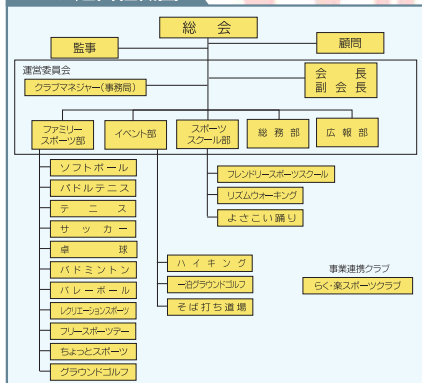 総会
監事
顧問
運営委員会
会長
副会長
クラブマネジャー(事務局)
ファミリー
スポーツ部
イベント部
スポーツ
スクール部
総務部
広報部
ソフトボール
パドルテニス
テニス
サッカー
卓球
バドミントン
バレーボール
レクリエーションスポーツ
フリースポーツデー
ちょっとスポーツ
グラウンドゴルフ
フレンドリースポーツスクール
リズムウォーキング
よさこい踊り
ハイキング
一泊グラウンドゴルフ
そば打ち道場
事業連携クラブ
らく・楽スポーツクラブ